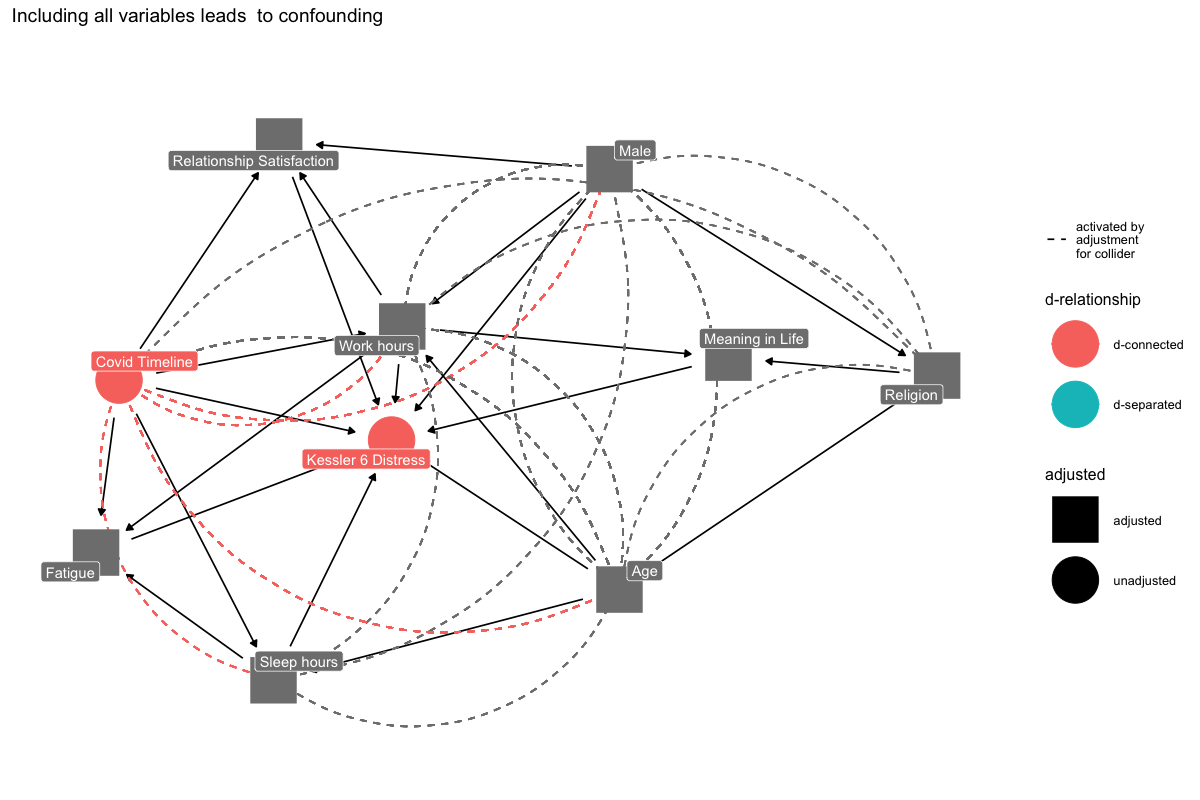 Including all variables leads  to confounding
Relationship Satisfaction
Male
Work hours
Meaning in Life
Covid Timeline
Religion
Kessler 6 Distress
Fatigue
Age
Sleep hours
activated by
adjustment
for collider
d-relationship
d-connected
d-separated
adjusted
adjusted
unadjusted